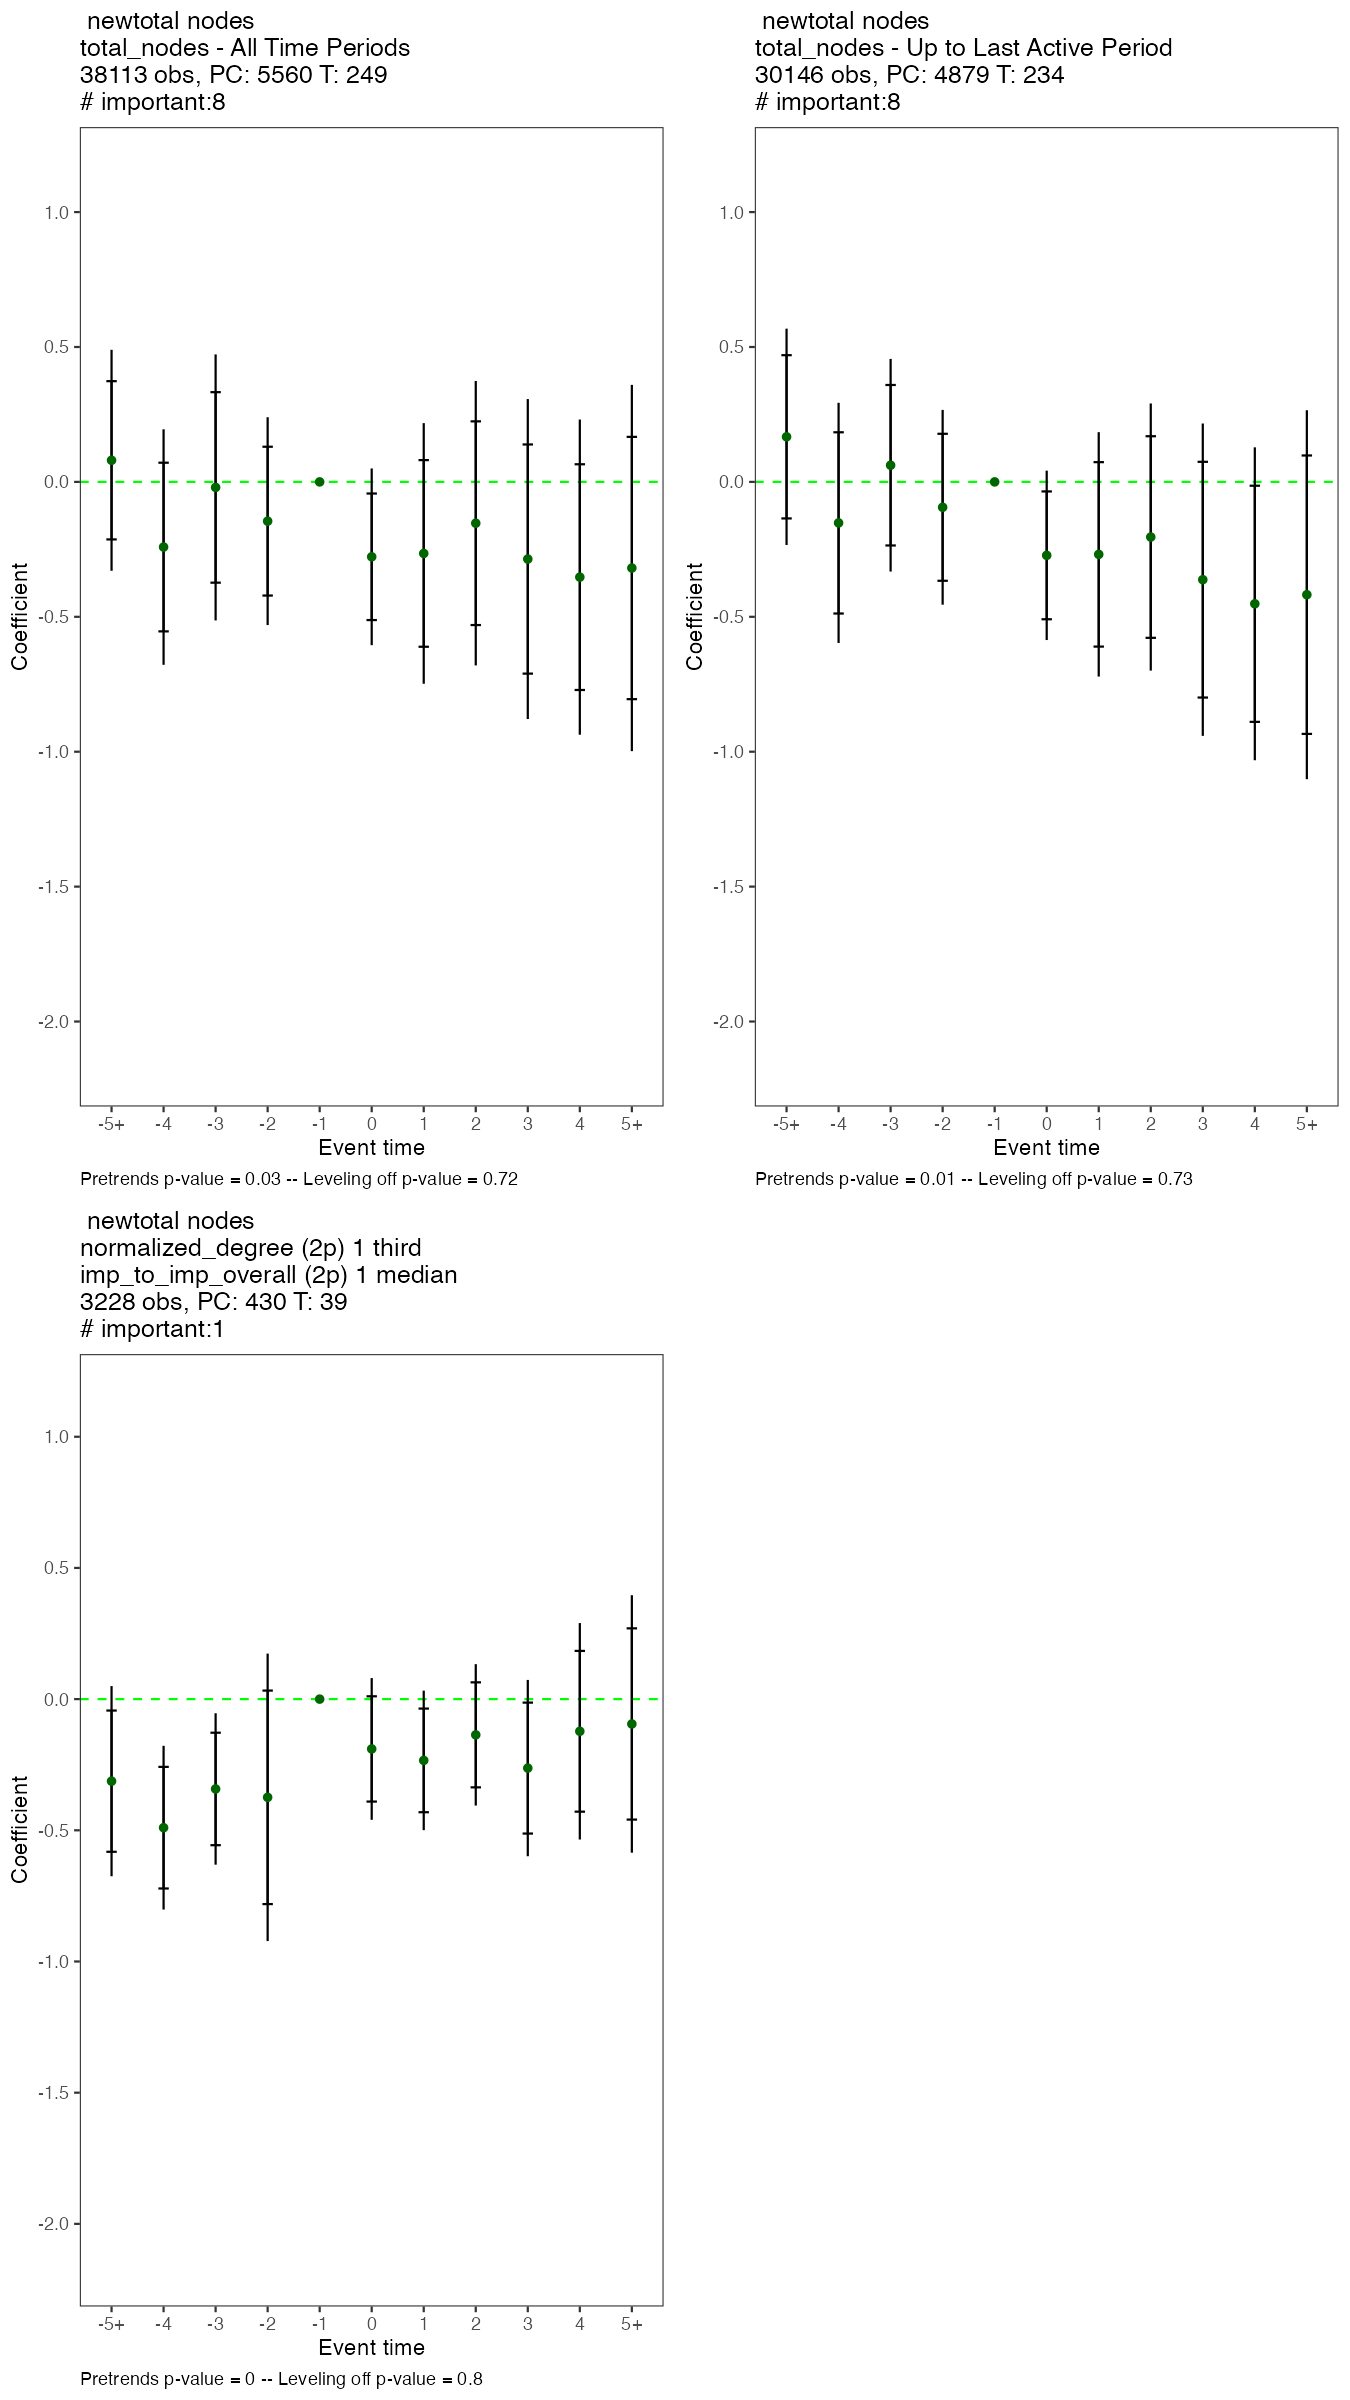 newtotal nodes
total_nodes - All Time Periods
38113 obs, PC: 5560 T: 249
# important:8
1.0
0.5
0.0
-0.5
-1.0
-1.5
-2.0
Coefficient
-5+ -4 -3 -2 -1 0 1 2 3 4 5+
Event time
Pretrends p-value = 0.03 -- Leveling off p-value = 0.72
newtotal nodes
total_nodes - Up to Last Active Period
30146 obs, PC: 4879 T: 234
# important:8
1.0
0.5
0.0
-0.5
-1.0
-1.5
-2.0
Coefficient
-5+ -4 -3 -2 -1 0 1 2 3 4 5+
Event time
Pretrends p-value = 0.01 -- Leveling off p-value = 0.73
newtotal nodes
normalized_degree (2p) 1 third
imp_to_imp_overall (2p) 1 median
3228 obs, PC: 430 T: 39
# important:1
1.0
0.5
0.0
-0.5
-1.0
-1.5
-2.0
Coefficient
-5+ -4 -3 -2 -1 0 1 2 3 4 5+
Event time
Pretrends p-value = 0 -- Leveling off p-value = 0.8